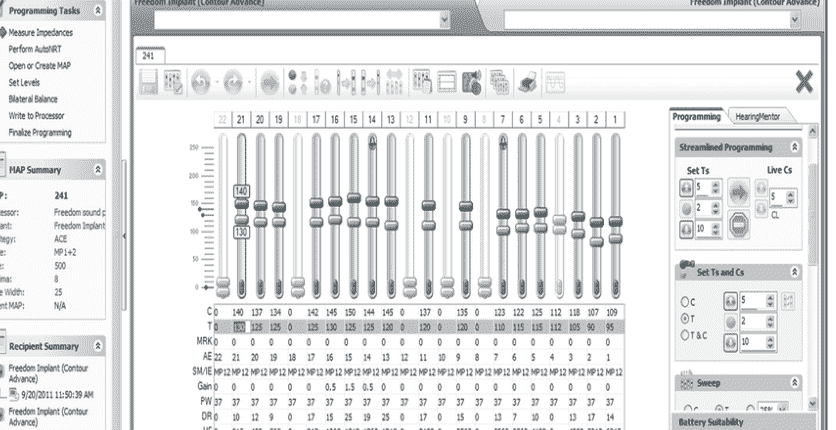 Freedom Implant (Contour Advance)
Freedom Implant (Contour Advance)
Programming Tasks
Measure Impedances
Perform AutoNRT
Open or Create MAP
Set Levels
Bilateral Balance
Write to Processor
Finalize Programming
MAP Summary
241
Freedom sound p
Freedom Implant
ACE
MP1+2
500
8
Width: 25
MAP: N/A
Recipient Summary
Freedom Implant (Contour
Advance)
9/20/2011 11:50:39 AM
Freedom Implant (Contour
Advance)
241
22 21 20 19 18 17 16 15 14 13 12 11 10 9 8 7 6 5 4 3 2 1
250
200
150
100
50
0
140
130
C 0 140 137 134 0 142 145 150 144 145 0 137 0 135 0 123 122 125 112 118 107 109
T 0 130 125 125 0 125 130 125 125 120 0 120 0 120 0 110 115 115 112 105 90 95
MRK 0 0 0 0 0 0 0 0 0 0 0 0 0 0 0 0 0 0 0 0 0 0
AE 22 21 20 19 18 17 16 15 14 13 12 11 10 9 8 7 6 5 4 3 2 1
SM/IE MP12 MP12 MP12 MP12 MP12 MP12 MP12 MP12 MP12 MP12 MP12 MP12 MP12 MP12 MP12 MP12 MP12 MP12 MP12 MP12 MP12 MP12
Gain 0 0 0 0 0 0 0.5 1.5 0.5 0 0 0 0 0 0 0 0 0 0 0 0 0
PW 37 37 37 37 37 37 37 37 37 37 37 37 37 37 37 37 37 37 37 37 37 37
DR 0 10 12 9 0 17 15 25 19 25 0 17 0 15 0 13 7 10 0 13 17 14
Programming HearingMentor
Streamlined Programming
Set Ts Live Cs
5
2
10
5
CL
Set Ts and Cs
C
T
T & C
5
2
10
Sweep
Battery Suitability